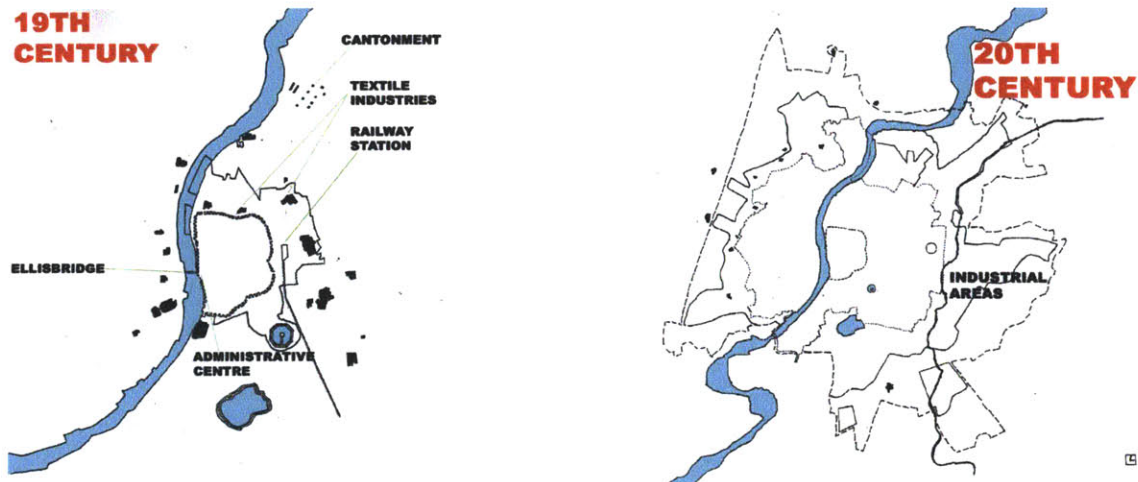 19TH
CENTURY
CANTONMENT
TEXTILE
INDUSTRIES
RAILWAY
STATION
ELLISBRIDGE
ADMINISTRATIVE
CENTRE
20TH
CENTURY
INDUSTRIAL
AREAS